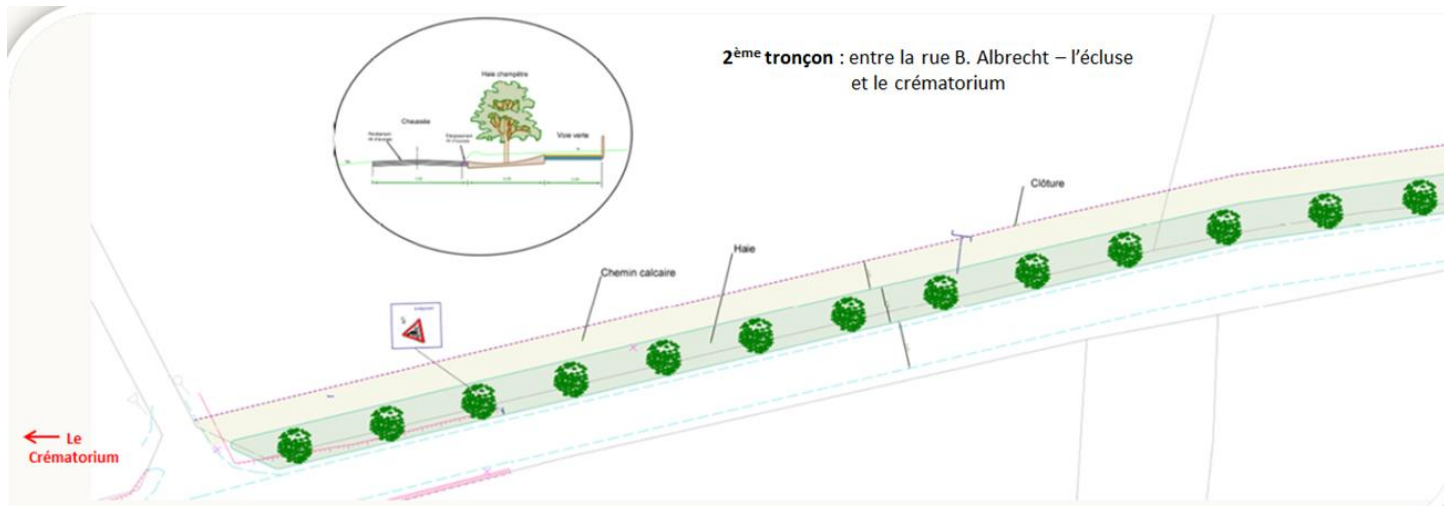 2ème tronçon : entre la rue B. Albrecht – l'écluse
et le crématorium
Haie champêtre
Chaussée
Voie verte
Clôture
Haie
Chemin calcaire
← Le
Crématorium